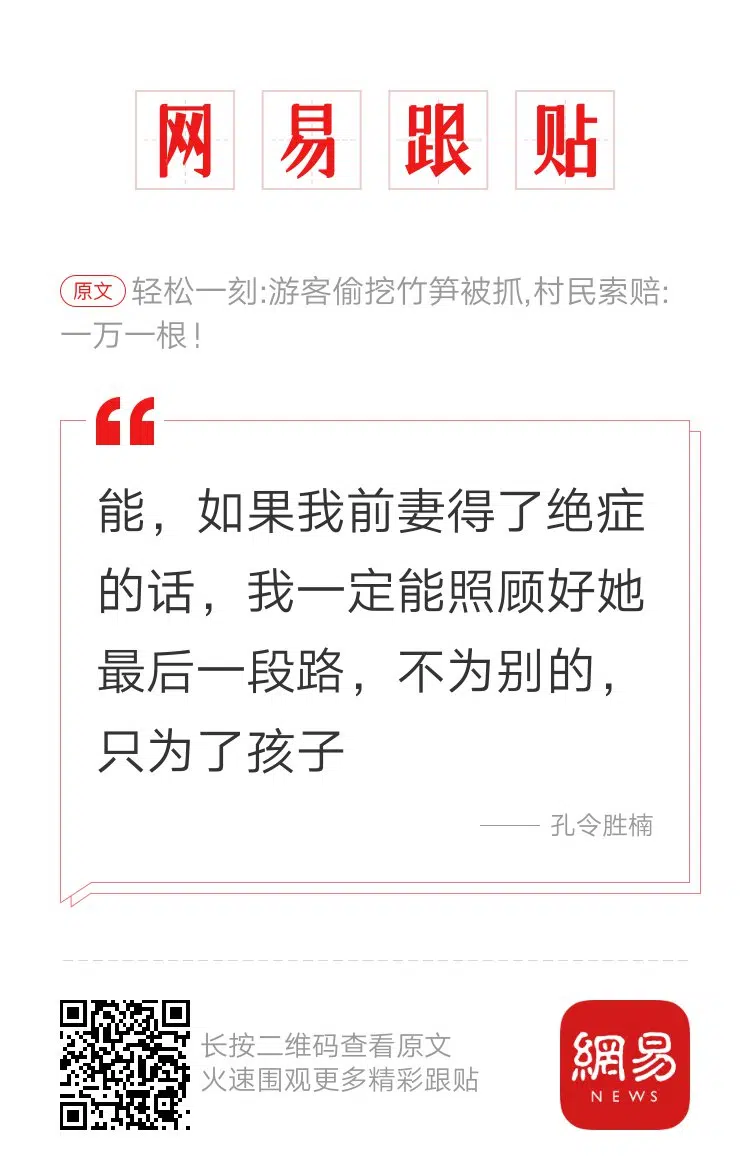 网易跟贴
原文 轻松一刻:游客偷挖竹笋被抓,村民索赔:
一万一根!
能，如果我前妻得了绝症
的话，我一定能照顾好她
最后一段路，不为别的，
只为了孩子
—— 孔令胜楠
长按二维码查看原文
火速围观更多精彩跟贴
網易
NEWS